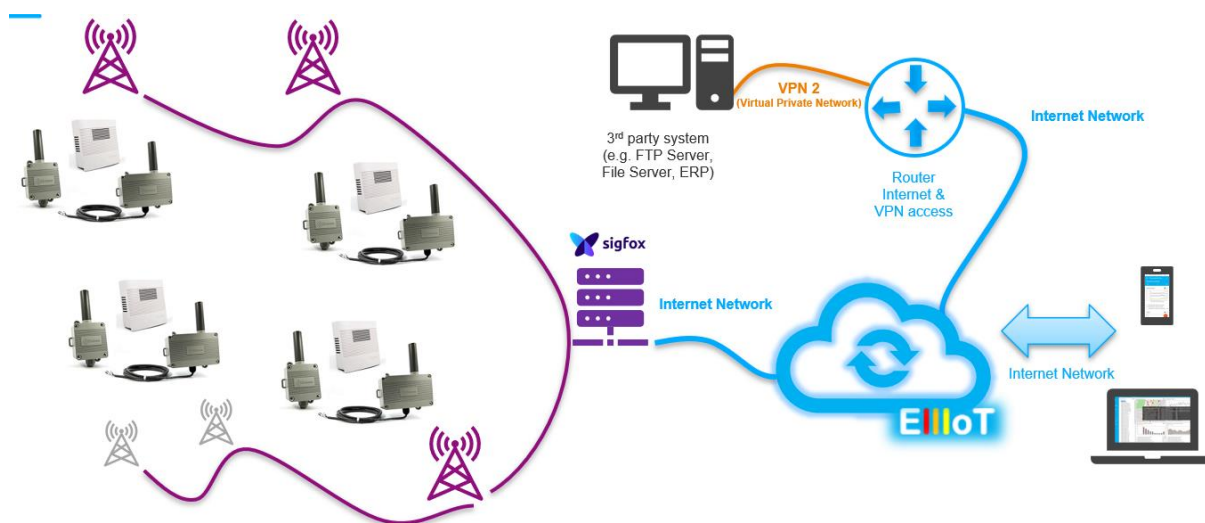 VPN 2
(Virtual Private Network)
Internet Network
3rd party system
(e.g. FTP Server,
File Server, ERP)
Router
Internet &
VPN access
sigfox
Internet Network
Internet Network
EIIIoT